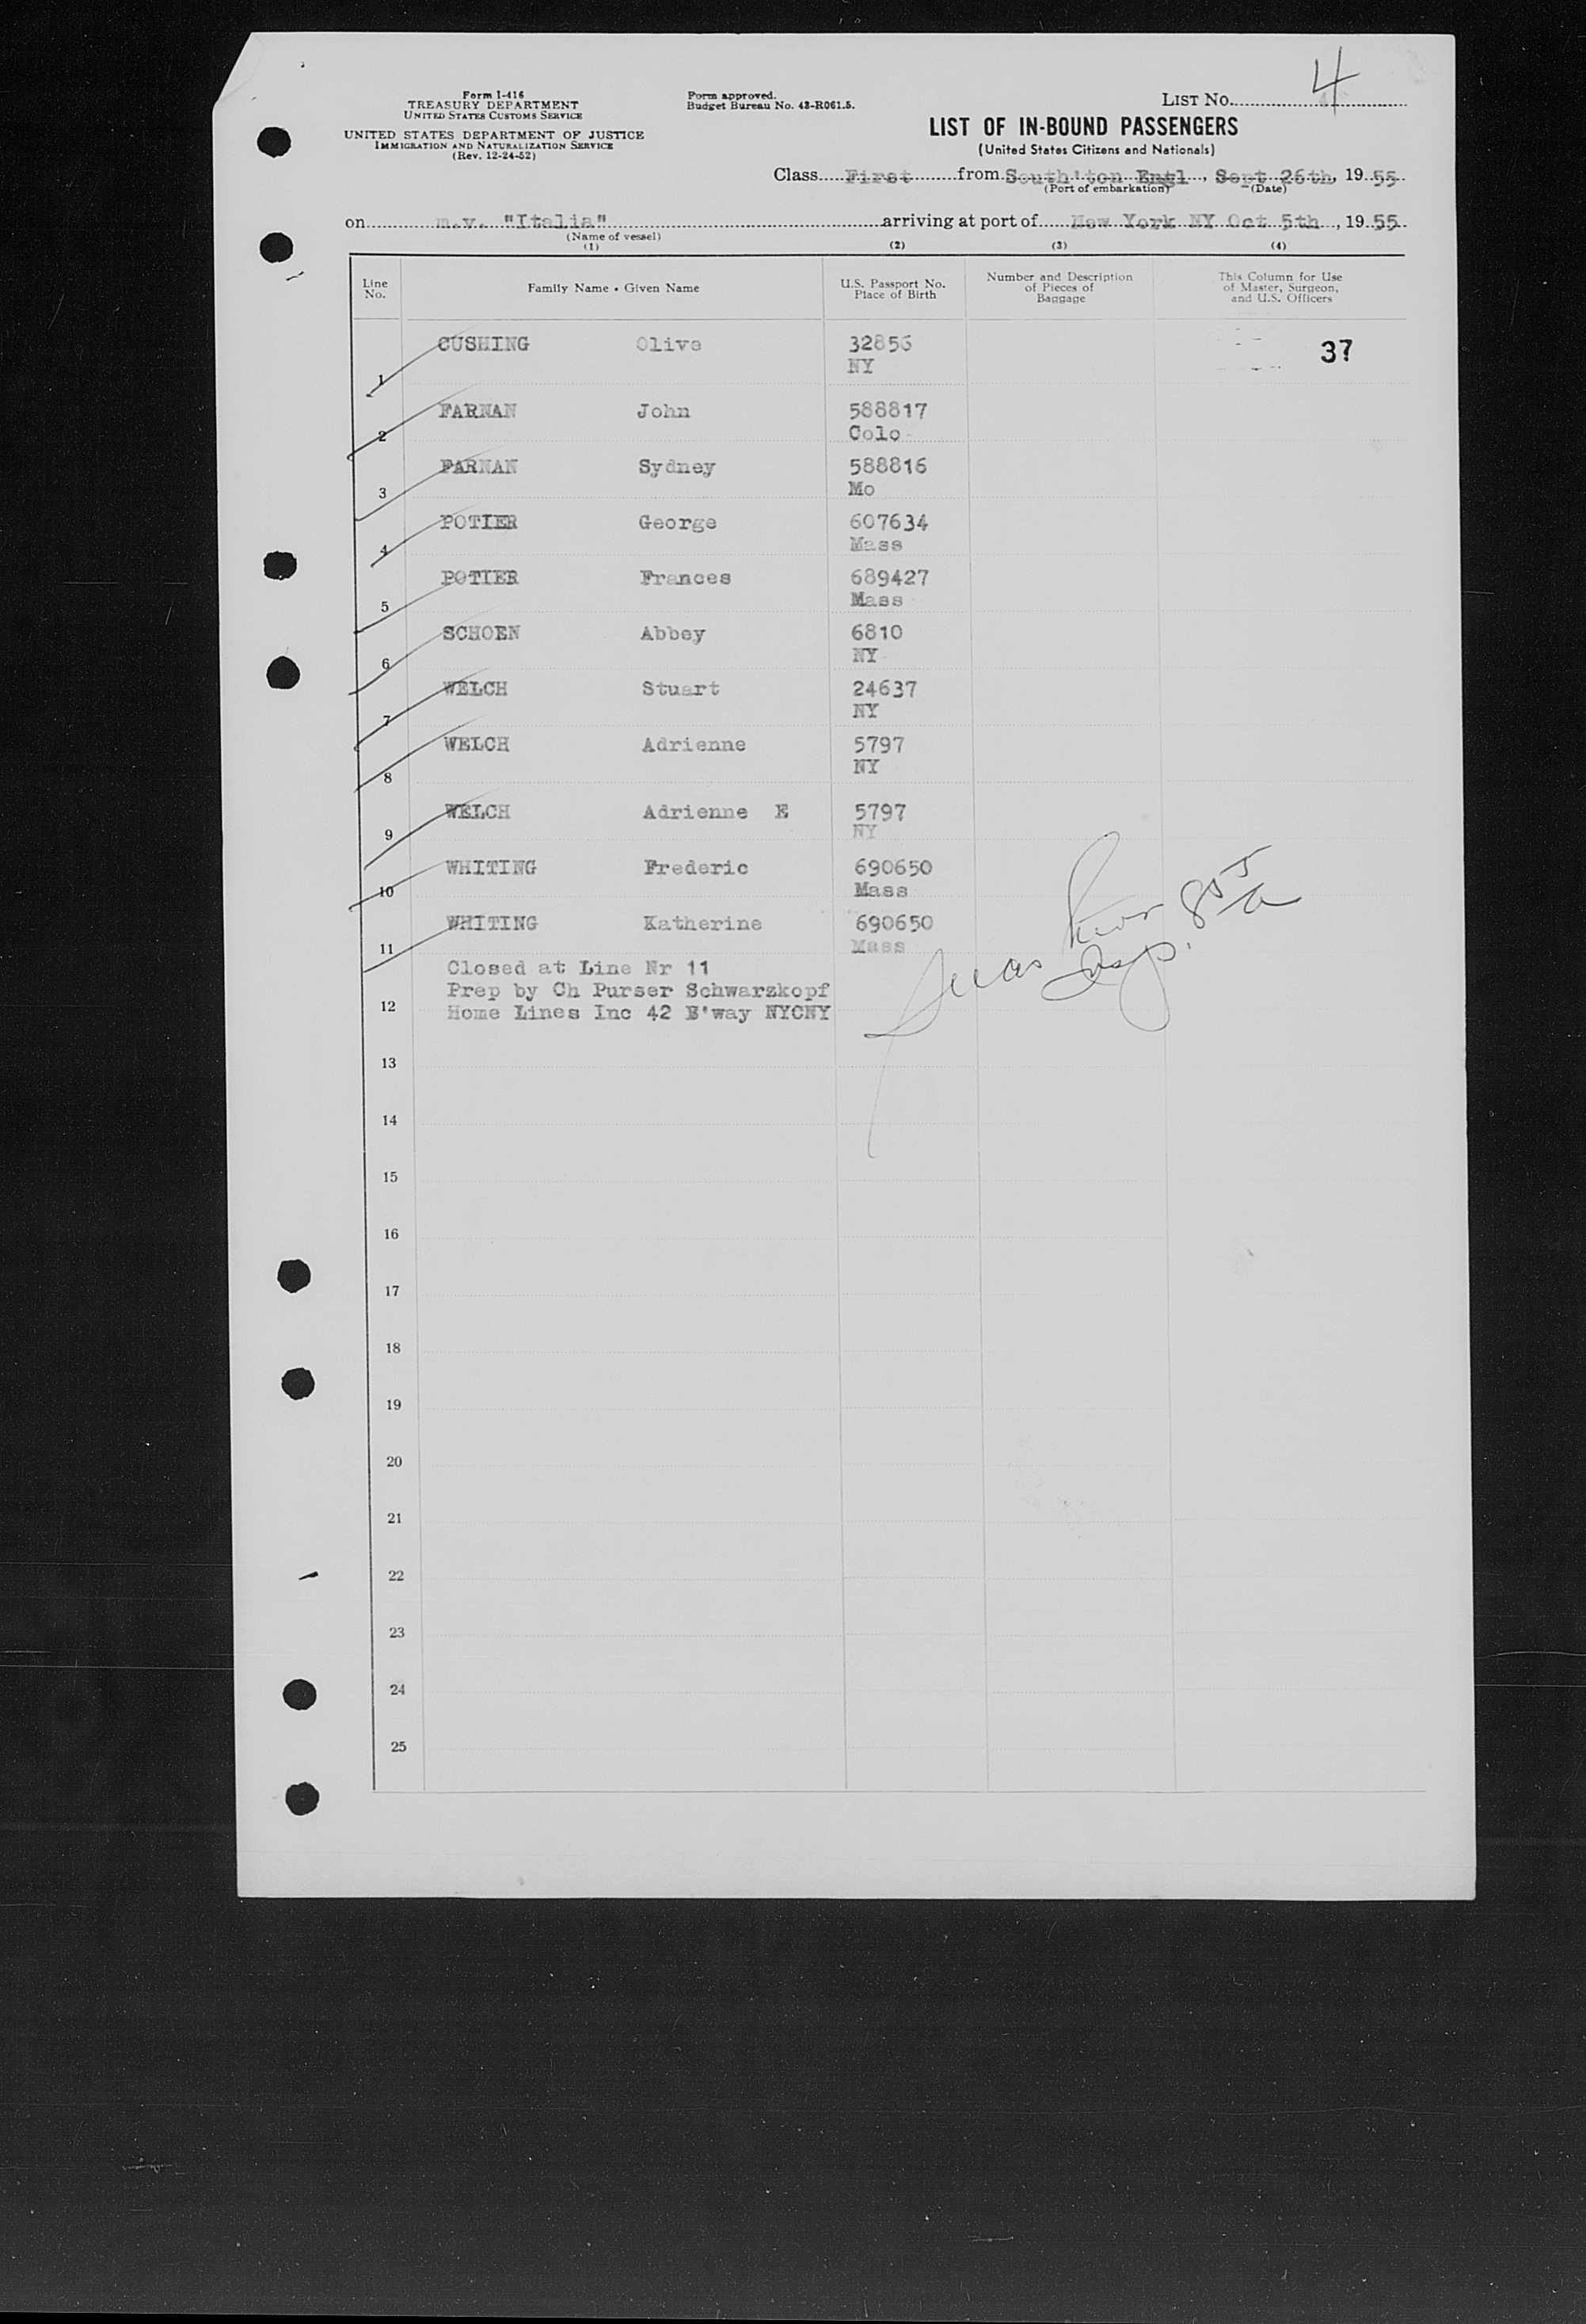 Form I-416
TREASURY DEPARTMENT
UNITED STATES CUSTOMS SERVICE
UNITED STATES DEPARTMENT OF JUSTICE
IMMIGRATION AND NATURALIZATION SERVICE
(Rev. 12-24-52)
Form approved.
Budget Bureau No. 43-R061.5.
LIST NO. 4
LIST OF IN-BOUND PASSENGERS
(United States Citizens and Nationals)
Class First from South'ton Engl, Sept 26th, 19 55
(Port of embarkation) (Date)
on m.v. "Italia" arriving at port of New York NY Oct 5th, 19 55
(Name of vessel)
(1) (2) (3) (4)
Line No. Family Name • Given Name U.S. Passport No. Place of Birth Number and Description of Pieces of Baggage This Column for Use of Master, Surgeon, and U.S. Officers
1 CUSHING Olive 32856 37
NY
2 FARNAN John 588817
Colo
3 FARNAN Sydney 588816
Mo
4 POTIER George 607634
Mass
5 POTIER Frances 689427
Mass
6 SCHOEN Abbey 6810
NY
7 WELCH Stuart 24637
NY
8 WELCH Adrienne 5797
NY
9 WELCH Adrienne E 5797
NY
10 WHITING Frederic 690650
Mass
11 WHITING Katherine 690650
Mass
Closed at Line Nr 11
Prep by Ch Purser Schwarzkopf
12 Home Lines Inc 42 B'way NYCNY
13
14
15
16
17
18
19
20
21
22
23
24
25